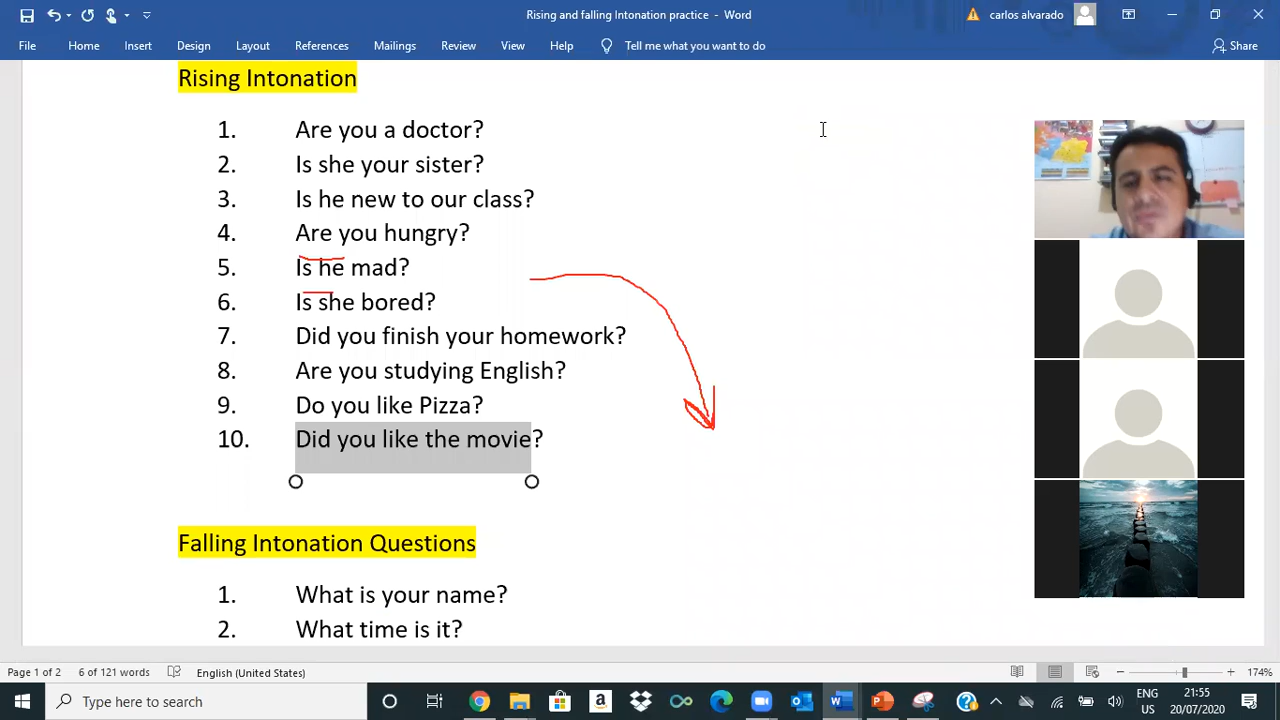 Rising and falling Intonation practice - Word
carlos alvarado
File Home Insert Design Layout References Mailings Review View Help Tell me what you want to do Share
Rising Intonation
1. Are you a doctor?
2. Is she your sister?
3. Is he new to our class?
4. Are you hungry?
5. Is he mad?
6. Is she bored?
7. Did you finish your homework?
8. Are you studying English?
9. Do you like Pizza?
10. Did you like the movie?
Falling Intonation Questions
1. What is your name?
2. What time is it?
Page 1 of 2 6 of 121 words English (United States) 174%
Type here to search
ENG 21:55
US 20/07/2020